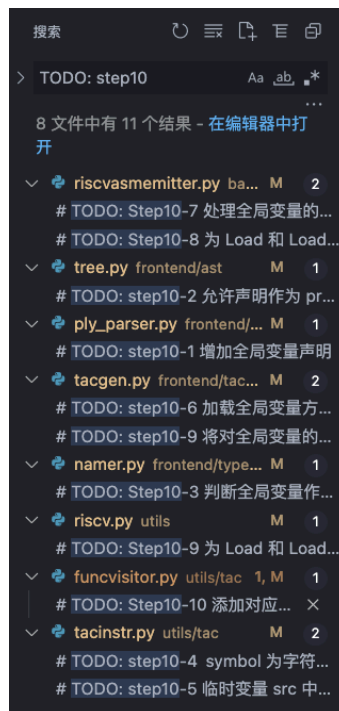 搜索
TODO: step10
Aa ab *
...
8 文件中有 11 个结果 - 在编辑器中打
开
riscvasmemitter.py ba... M 2
# TODO: Step10-7 处理全局变量的...
# TODO: Step10-8 为 Load 和 Load...
tree.py frontend/ast M 1
# TODO: step10-2 允许声明作为 pr...
ply_parser.py frontend/... M 1
# TODO: step10-1 增加全局变量声明
tacgen.py frontend/tac... M 2
# TODO: step10-6 加载全局变量方...
# TODO: step10-9 将对全局变量的...
namer.py frontend/type... M 1
# TODO: Step10-3 判断全局变量作...
riscv.py utils M 1
# TODO: Step10-9 为 Load 和 Load...
funcvisitor.py utils/tac 1, M 1
# TODO: Step10-10 添加对应...
tacinstr.py utils/tac M 2
# TODO: step10-4 symbol 为字符...
# TODO: step10-5 临时变量 src 中...